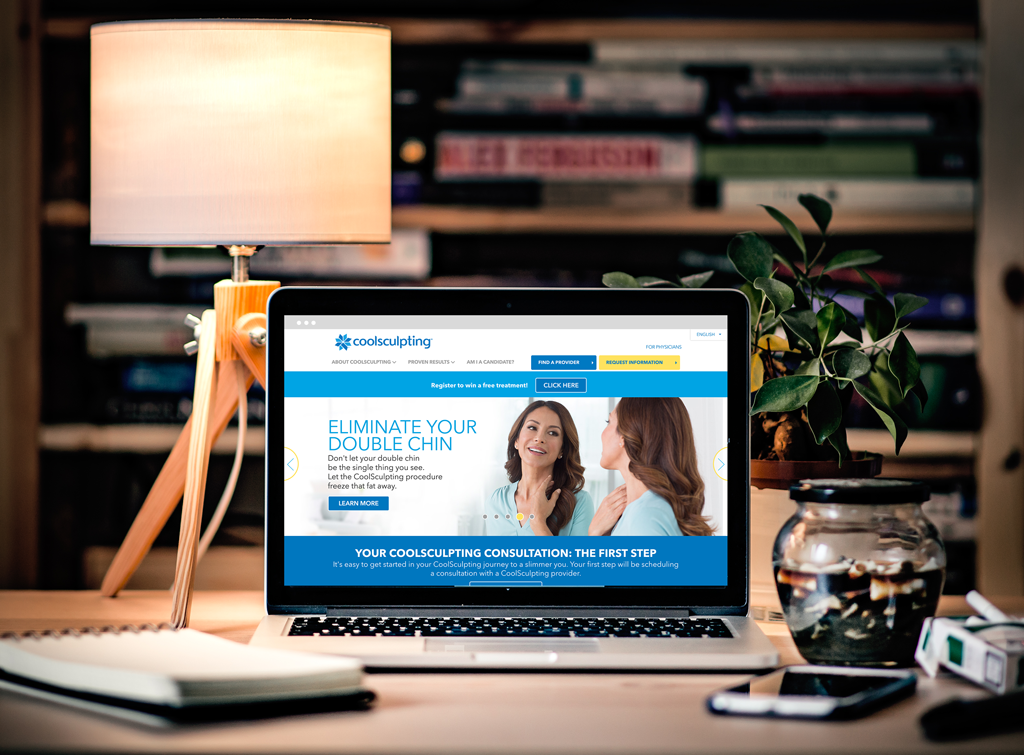 ALEX FERGUSON
coolsculpting
ENGLISH
FOR PHYSICIANS
ABOUT COOLSCULPTING
PROVEN RESULTS
AM I A CANDIDATE?
FIND A PROVIDER
REQUEST INFORMATION
Register to win a free treatment!
CLICK HERE
ELIMINATE YOUR
DOUBLE CHIN
Don't let your double chin
be the single thing you see.
Let the CoolSculpting procedure
freeze that fat away.
LEARN MORE
YOUR COOLSCULPTING CONSULTATION: THE FIRST STEP
It's easy to get started in your CoolSculpting journey to a slimmer you. Your first step will be scheduling
a consultation with a CoolSculpting provider.